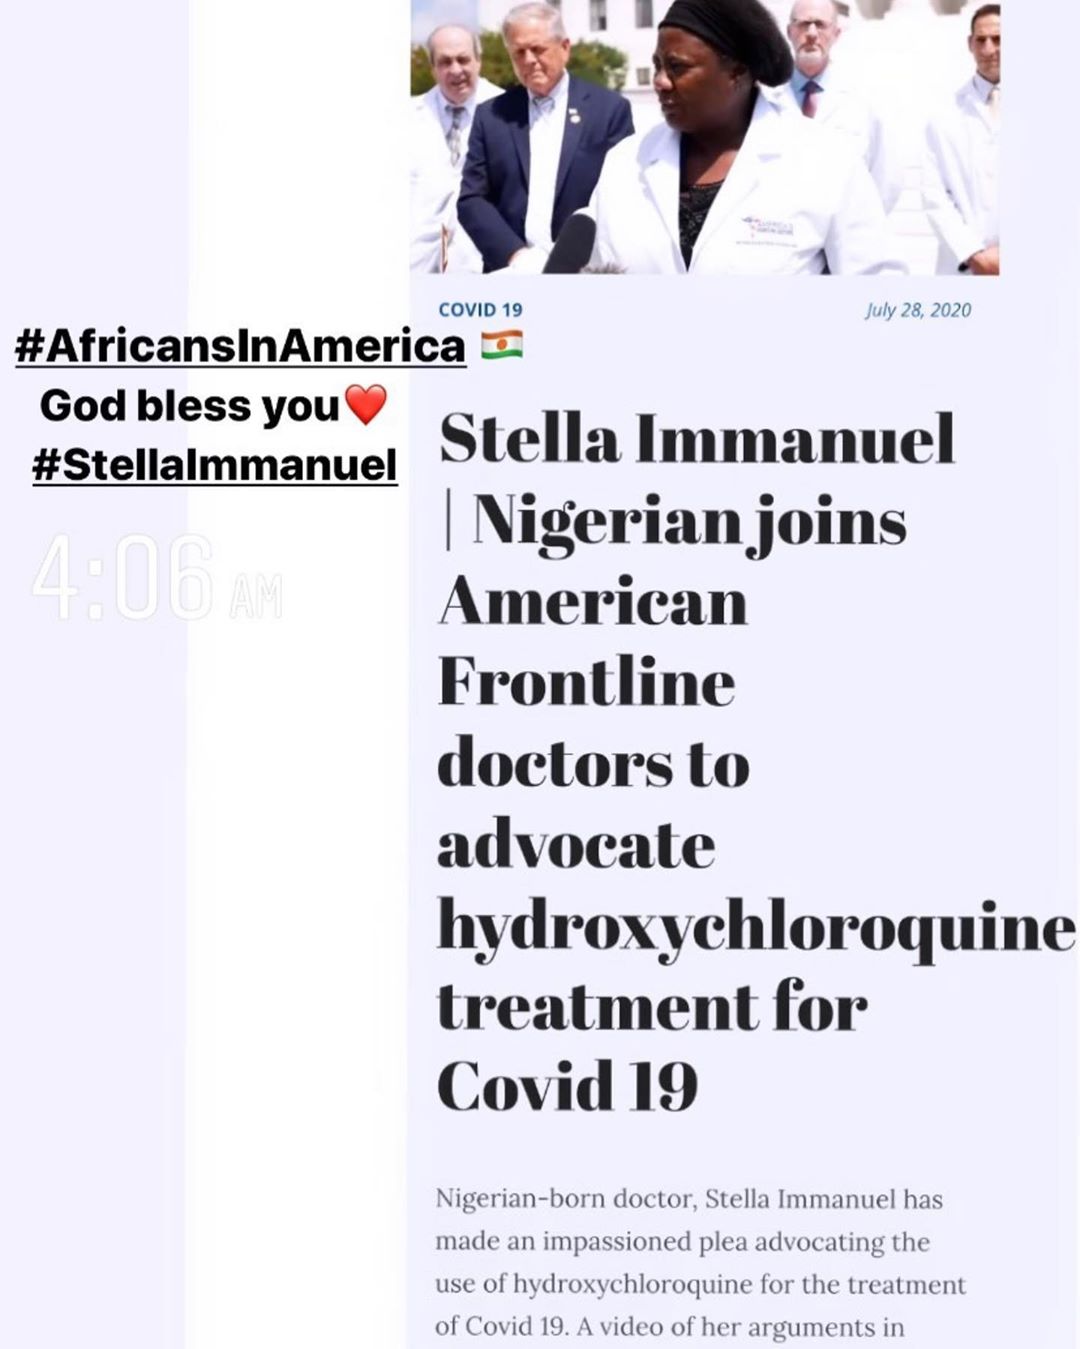 COVID 19
July 28, 2020
#AfricansInAmerica 🇳🇪
God bless you❤️
#StellaImmanuel
4:06 AM
Stella Immanuel
| Nigerian joins
American
Frontline
doctors to
advocate
hydroxychloroquine
treatment for
Covid 19
Nigerian-born doctor, Stella Immanuel has
made an impassioned plea advocating the
use of hydroxychloroquine for the treatment
of Covid 19. A video of her arguments in